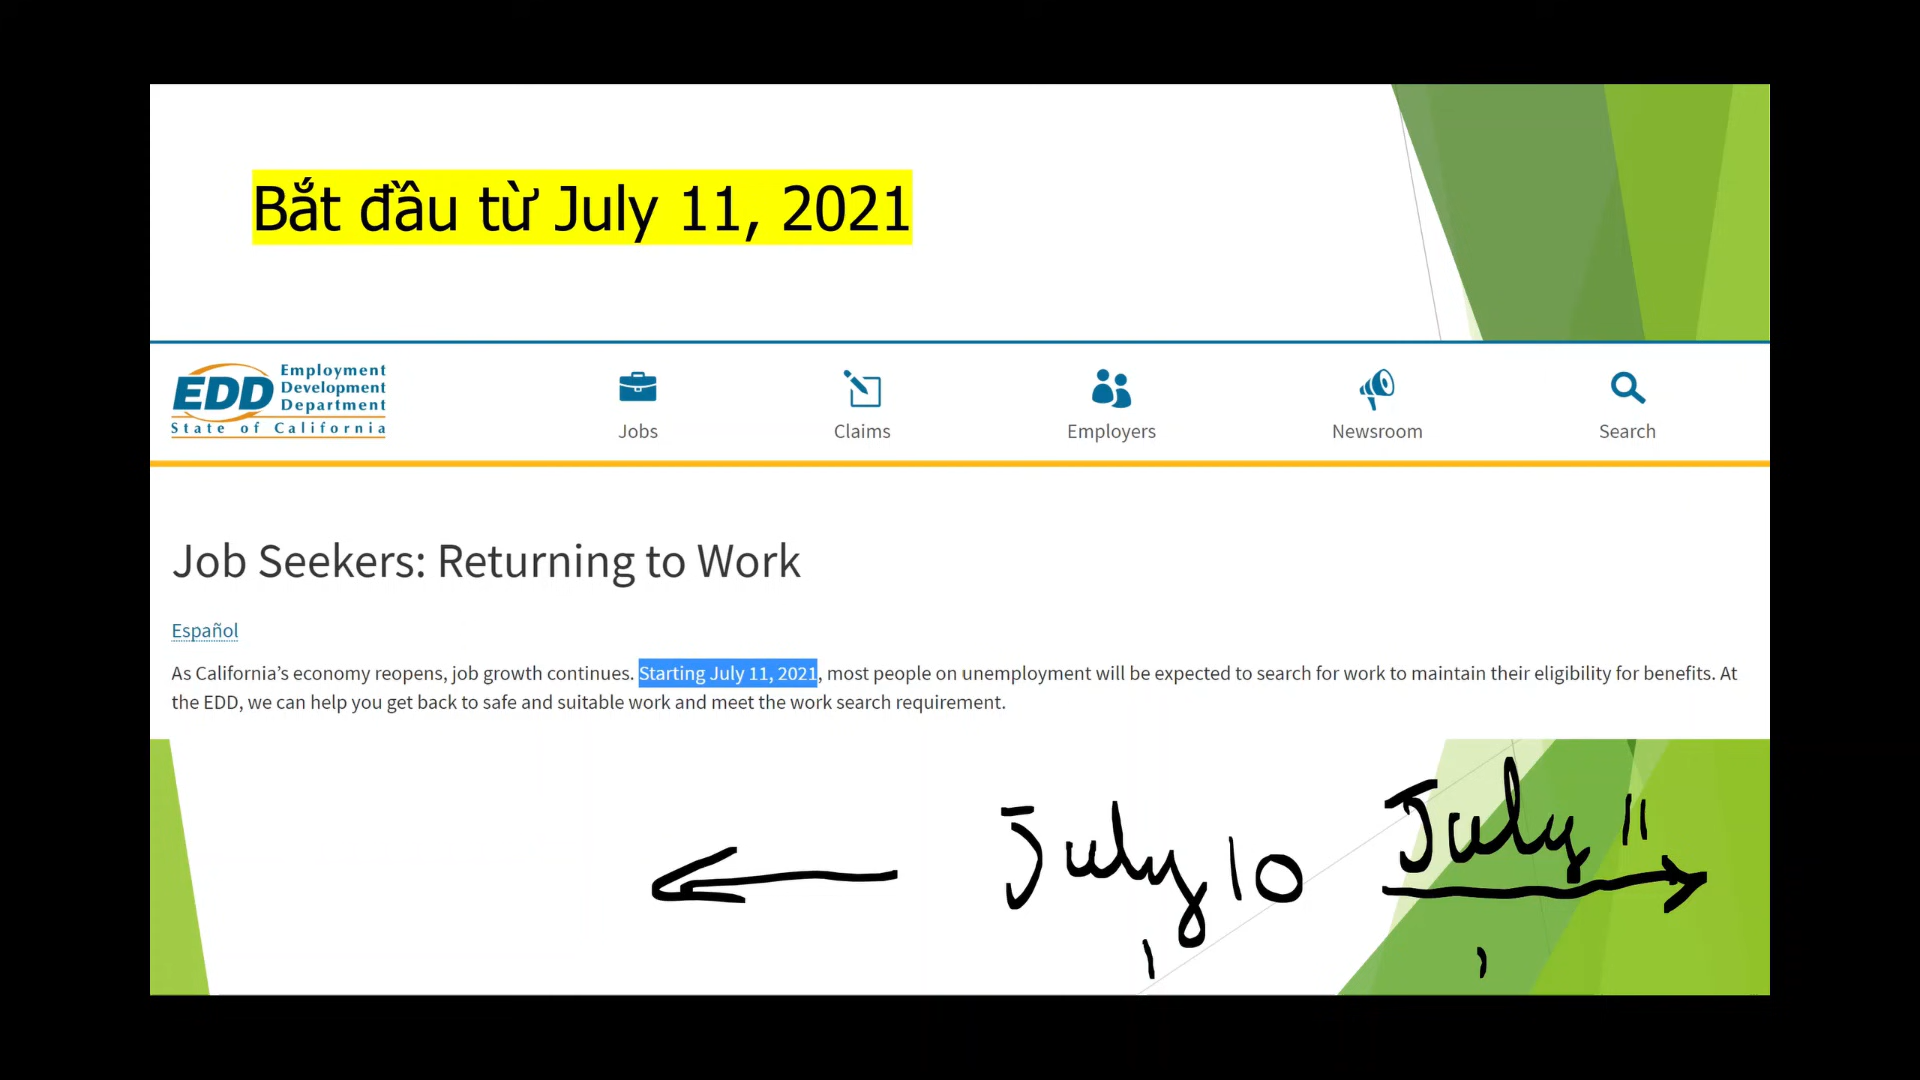 Bắt đầu từ July 11, 2021
EDD Employment
Development
Department
State of California
Jobs
Claims
Employers
Newsroom
Search
Job Seekers: Returning to Work
Español
As California’s economy reopens, job growth continues. Starting July 11, 2021, most people on unemployment will be expected to search for work to maintain their eligibility for benefits. At
the EDD, we can help you get back to safe and suitable work and meet the work search requirement.
July 10
July 11